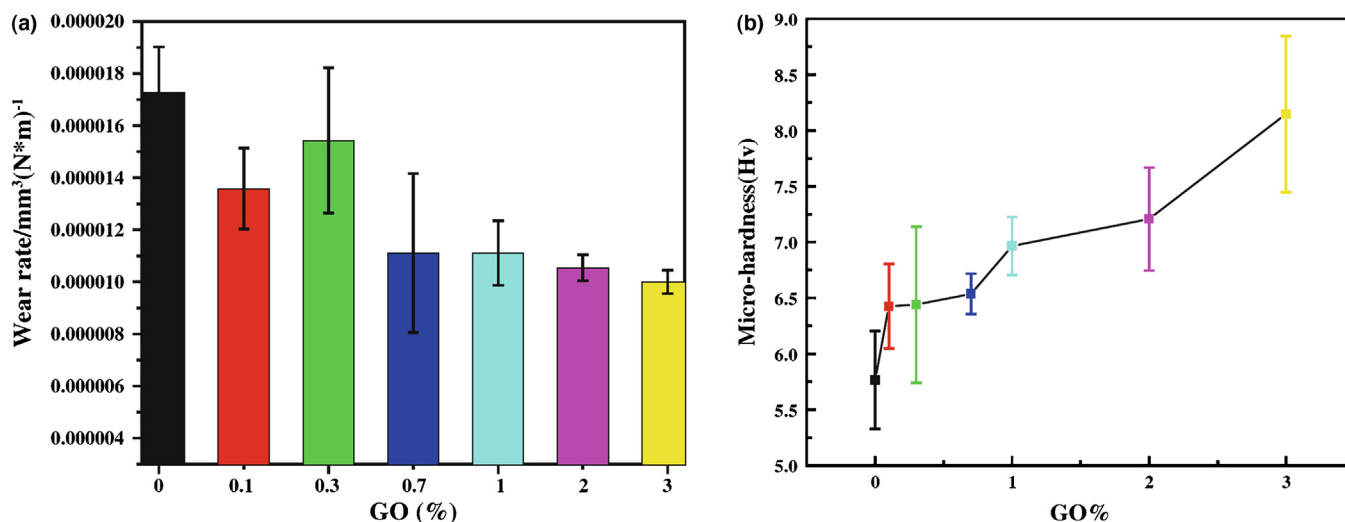 (a)
Wear rate/mm³(N*m)⁻¹
0.000020
0.000018
0.000016
0.000014
0.000012
0.000010
0.000008
0.000006
0.000004
0 0.1 0.3 0.7 1 2 3
GO (%)
(b)
Micro-hardness(Hv)
9.0
8.5
8.0
7.5
7.0
6.5
6.0
5.5
5.0
0 1 2 3
GO%